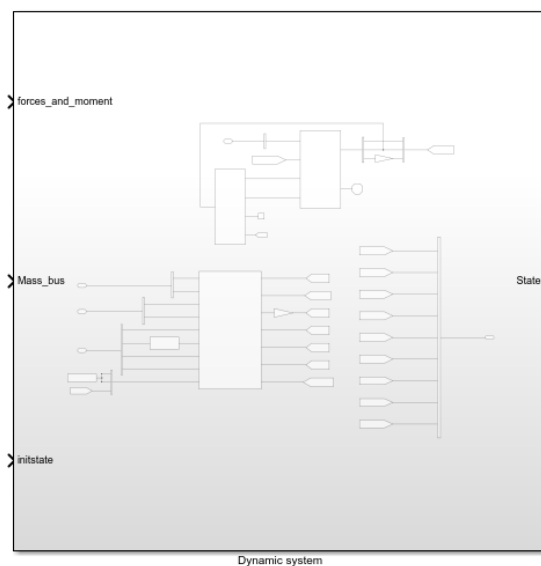 forces_and_moment
Mass_bus
State
initstate
Dynamic system